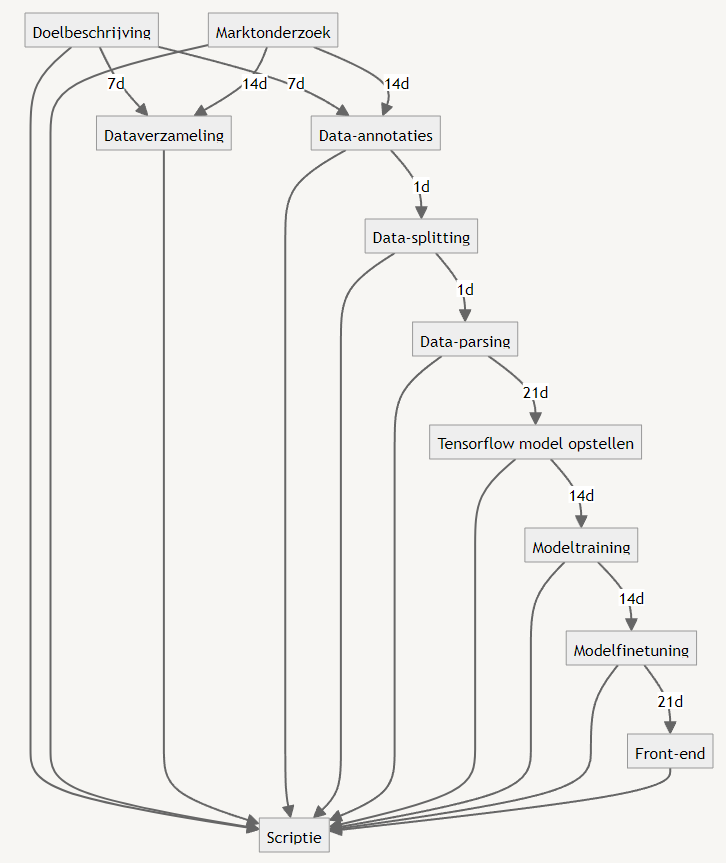 Doelbeschrijving
Marktonderzoek
7d
14d
7d
14d
Dataverzameling
Data-annotaties
1d
Data-splitting
1d
Data-parsing
21d
Tensorflow model opstellen
14d
Modeltraining
14d
Modelfinetuning
21d
Front-end
Scriptie